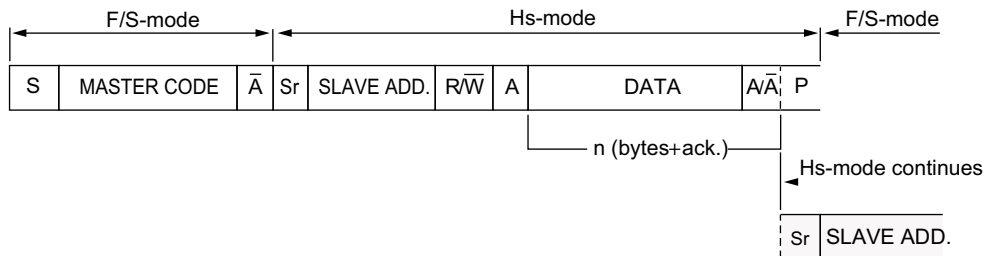 F/S-mode Hs-mode F/S-mode
S MASTER CODE A̅ Sr SLAVE ADD. R/W̅ A DATA A/A̅ P
n (bytes+ack.)
Hs-mode continues
Sr SLAVE ADD.